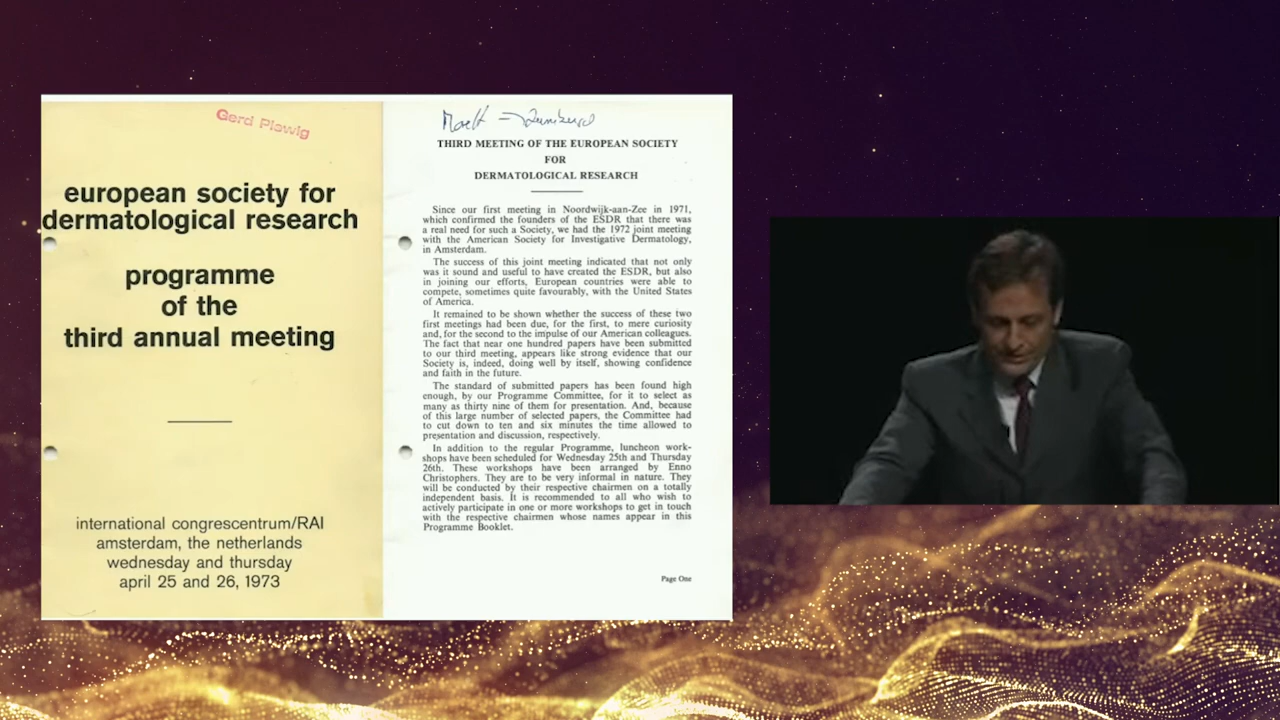 Gerd Plewig
european society for
dermatological research
programme
of the
third annual meeting
international congrescentrum/RAI
amsterdam, the netherlands
wednesday and thursday
april 25 and 26, 1973
THIRD MEETING OF THE EUROPEAN SOCIETY
FOR
DERMATOLOGICAL RESEARCH
Since our first meeting in Noordwijk-aan-Zee in 1971,
which confirmed the founders of the ESDR that there was
a real need for such a Society, we had the 1972 joint meeting
with the American Society for Investigative Dermatology,
in Amsterdam.
The success of this joint meeting indicated that not only
was it sound and useful to have created the ESDR, but also
in joining our efforts, European countries were able to
compete, sometimes quite favourably, with the United States
of America.
It remained to be shown whether the success of these two
first meetings had been due, for the first, to mere curiosity
and, for the second to the impulse of our American colleagues.
The fact that near one hundred papers have been submitted
to our third meeting, appears like strong evidence that our
Society is, indeed, doing well by itself, showing confidence
and faith in the future.
The standard of submitted papers has been found high
enough, by our Programme Committee, for it to select as
many as thirty nine of them for presentation. And, because
of this large number of selected papers, the Committee had
to cut down to ten and six minutes the time allowed to
presentation and discussion, respectively.
In addition to the regular Programme, luncheon work-
shops have been scheduled for Wednesday 25th and Thursday
26th. These workshops have been arranged by Enno
Christophers. They are to be very informal in nature. They
will be conducted by their respective chairmen on a totally
independent basis. It is recommended to all who wish to
actively participate in one or more workshops to get in touch
with the respective chairmen whose names appear in this
Programme Booklet.
Page One